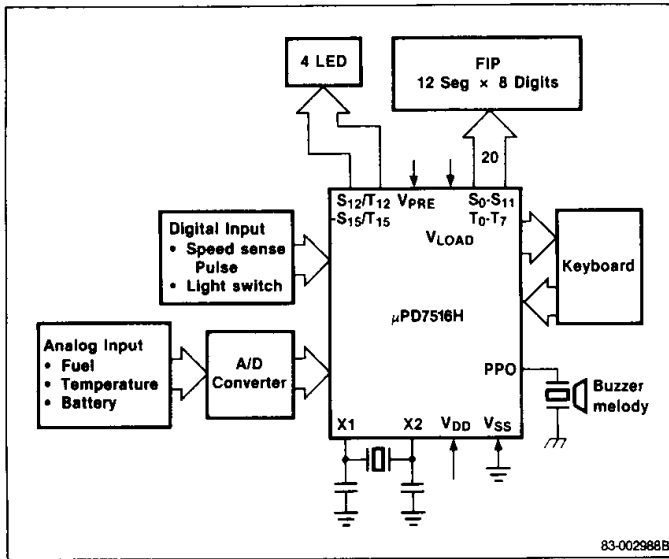 4 LED
FIP
12 Seg × 8 Digits
20
S12/T12
-S15/T15
VPRE
VLOAD
S0-S11
T0-T7
Digital Input
• Speed sense
Pulse
• Light switch
Keyboard
μPD7516H
Analog Input
• Fuel
• Temperature
• Battery
A/D
Converter
PPO
Buzzer
melody
X1
X2
VDD
VSS
83-002988B